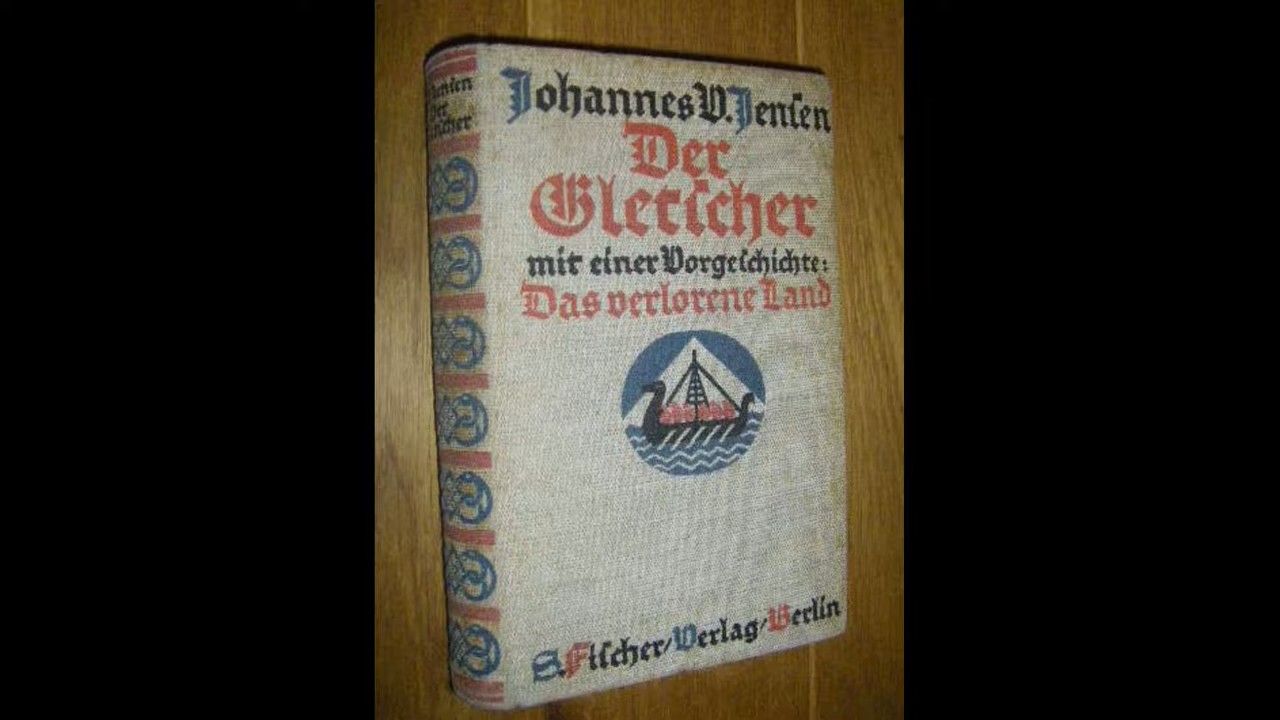 Johannes V. Jenſen
Der
Gletſcher
mit einer Vorgeſchichte:
Das verlorene Land
S. Fiſcher / Verlag / Berlin